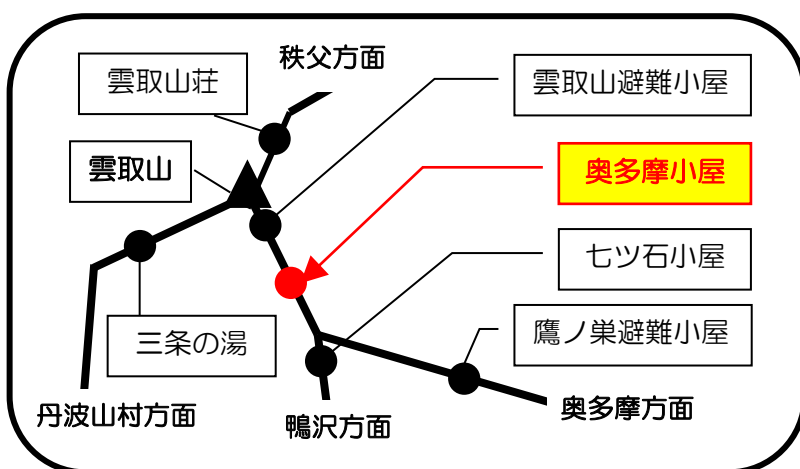 秩父方面
雲取山荘
雲取山避難小屋
雲取山
奥多摩小屋
七ツ石小屋
三条の湯
鷹ノ巣避難小屋
丹波山村方面
鴨沢方面
奥多摩方面